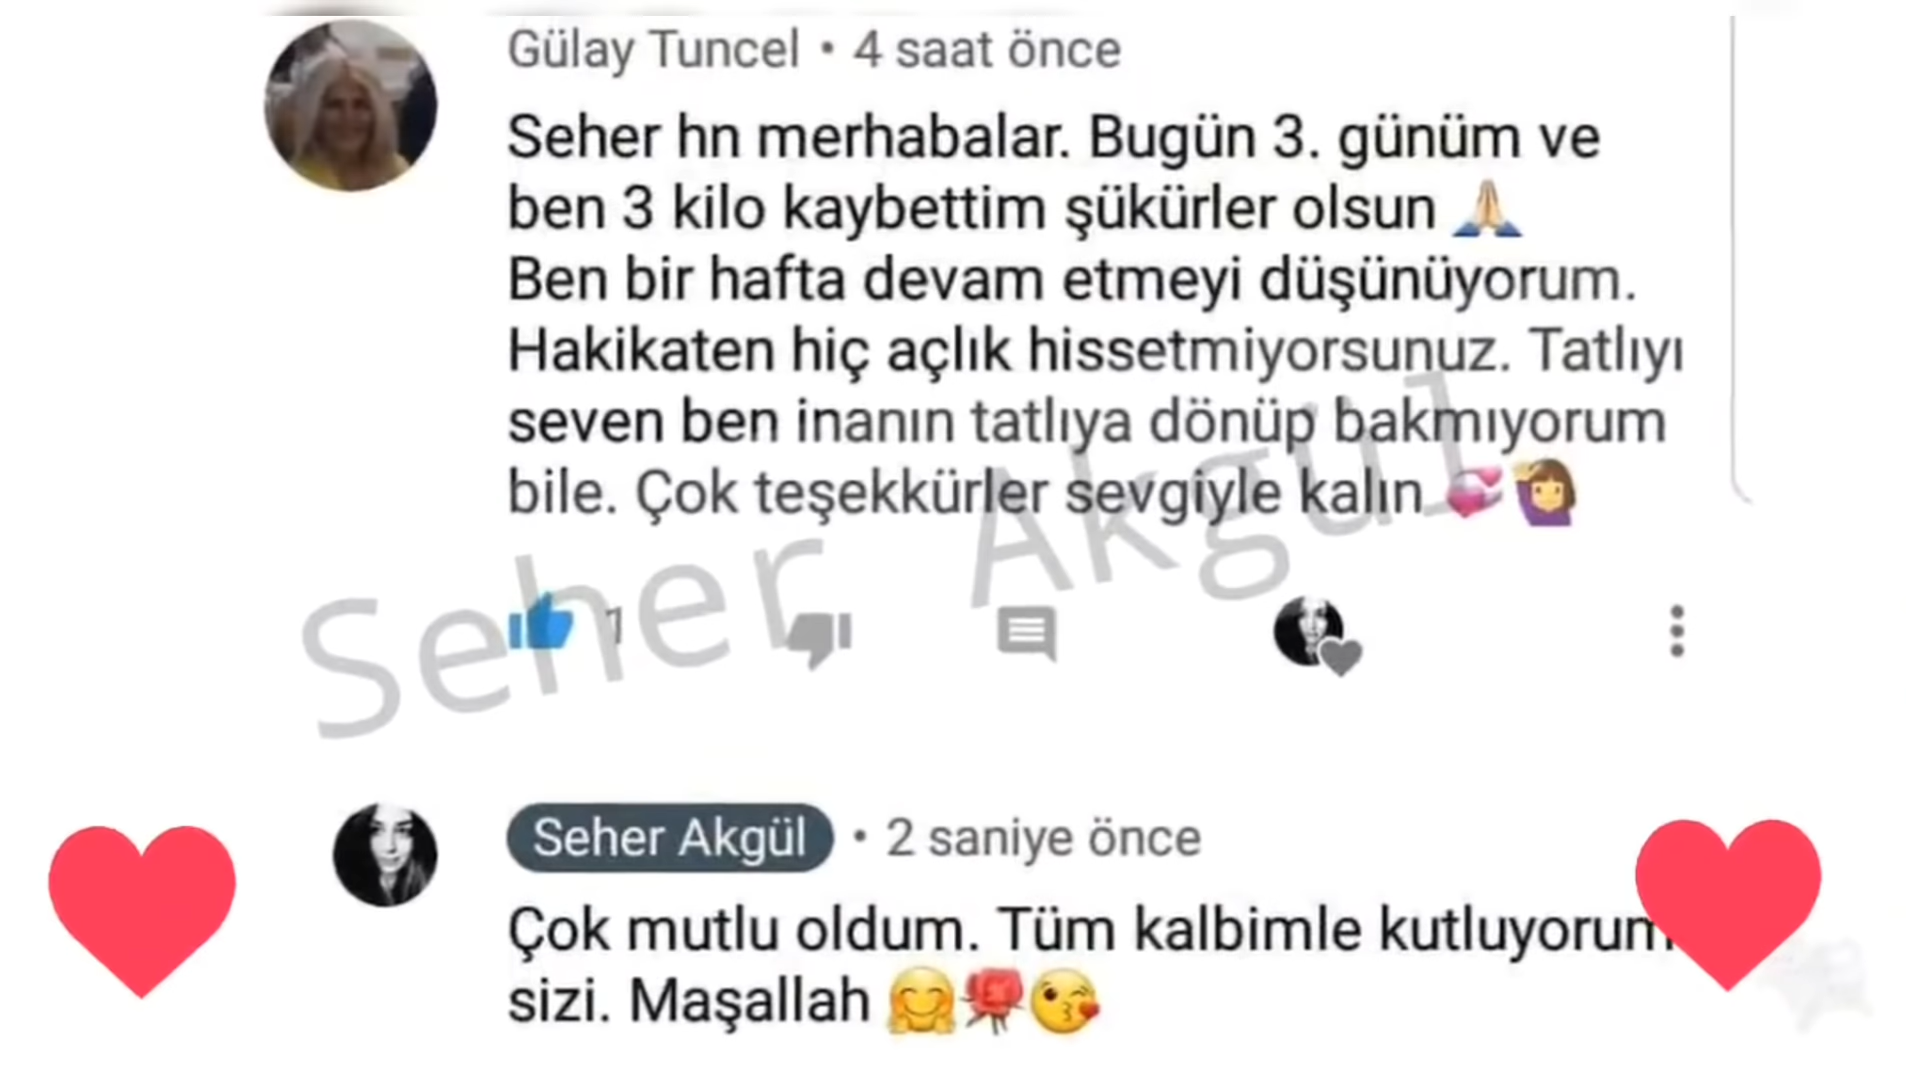 Gülay Tuncel • 4 saat önce
Seher hn merhabalar. Bugün 3. günüm ve
ben 3 kilo kaybettim şükürler olsun 🙏🏼
Ben bir hafta devam etmeyi düşünüyorum.
Hakikaten hiç açlık hissetmiyorsunuz. Tatlıyı
seven ben inanın tatlıya dönüp bakmıyorum
bile. Çok teşekkürler sevgiyle kalın 💞🙋‍♀️
1
Seher Akgül
Seher Akgül • 2 saniye önce
Çok mutlu oldum. Tüm kalbimle kutluyorum
sizi. Maşallah 🤗🌹😘